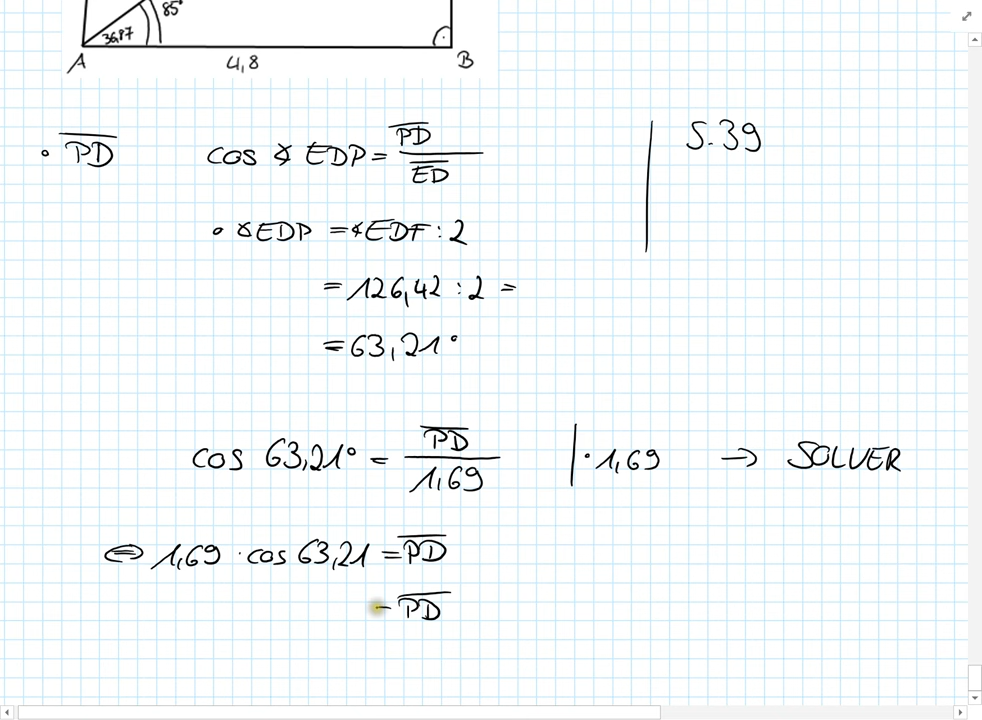 85°
36,87
A 4,8 B
• PD cos ∢ EDP = PD / ED | S. 39
• ∢EDP = ∢EDF : 2
= 126,42 : 2 =
= 63,21°
cos 63,21° = PD / 1,69 | · 1,69 → SOLVER
⇔ 1,69 · cos 63,21 = PD
– PD